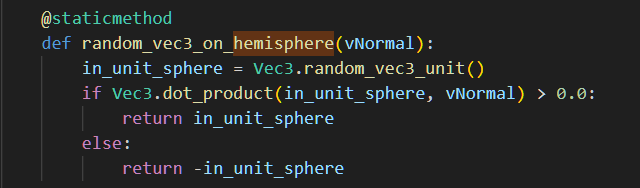 @staticmethod
def random_vec3_on_hemisphere(vNormal):
in_unit_sphere = Vec3.random_vec3_unit()
if Vec3.dot_product(in_unit_sphere, vNormal) > 0.0:
return in_unit_sphere
else:
return -in_unit_sphere